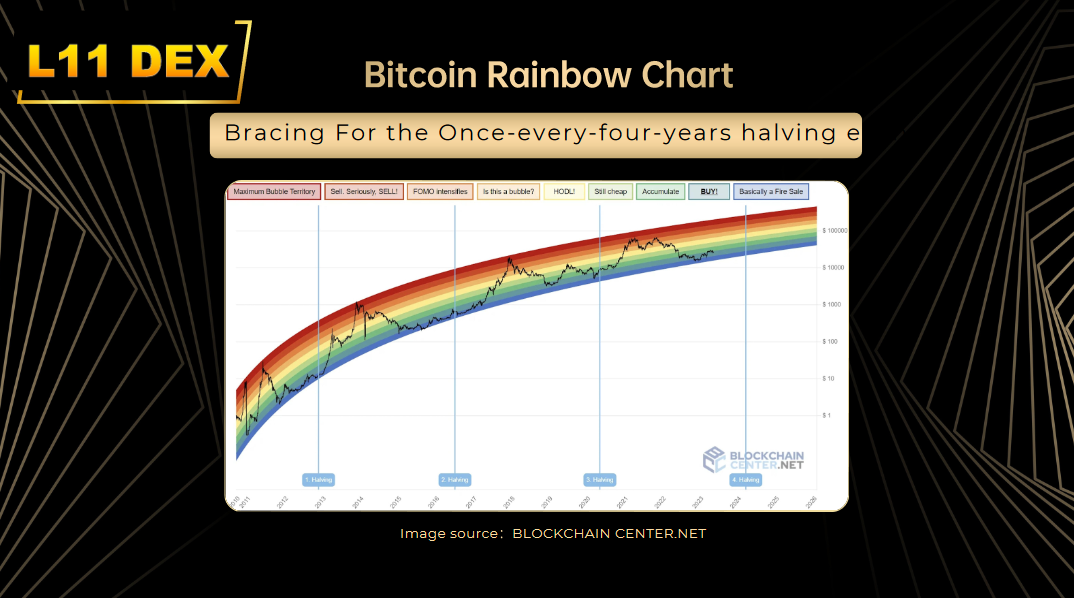 L11 DEX
Bitcoin Rainbow Chart
Bracing For the Once-every-four-years halving e
Maximum Bubble Territory Sell. Seriously, SELL! FOMO intensifies Is this a bubble? HODL! Still cheap Accumulate BUY! Basically a Fire Sale
$ 100000
$ 10000
$ 1000
$ 100
$ 10
$ 1
BLOCKCHAIN
CENTER.NET
1. Halving 2. Halving 3. Halving 4. Halving
2010 2011 2012 2013 2014 2015 2016 2017 2018 2019 2020 2021 2022 2023 2024 2025 2026
Image source: BLOCKCHAIN CENTER.NET